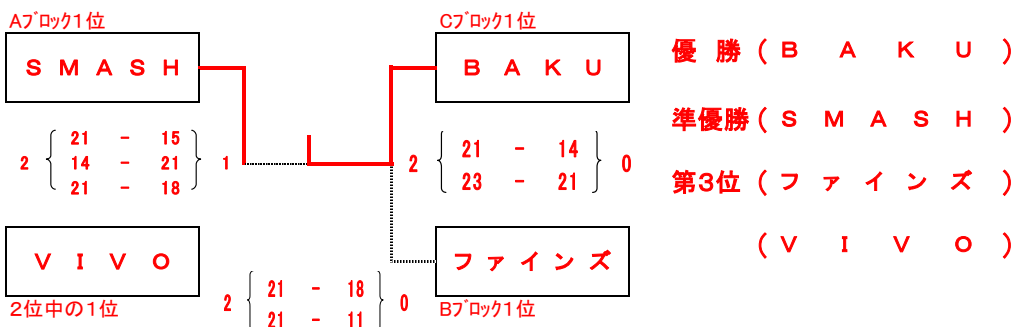 Aブロック1位
SMASH
2 21 - 15 1
14 - 21
21 - 18
VIVO
2位中の1位
Cブロック1位
BAKU
2 21 - 14 0
23 - 21
ファインズ
Bブロック1位
2 21 - 18 0
21 - 11
優勝(BAKU)
準優勝(SMASH)
第3位(ファインズ)
(VIVO)